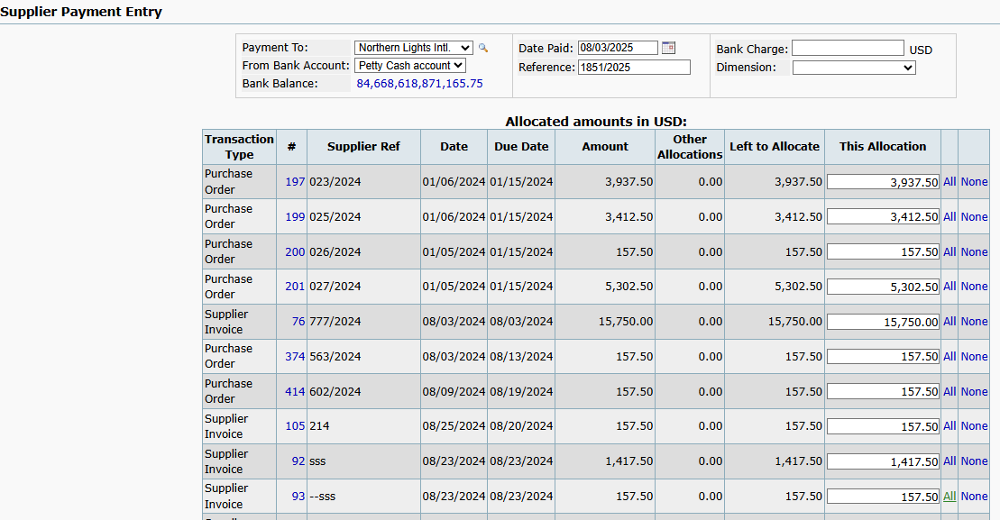 Supplier Payment Entry
Payment To: Northern Lights Intl. Date Paid: 08/03/2025 Bank Charge: USD
From Bank Account: Petty Cash account Reference: 1851/2025 Dimension:
Bank Balance: 84,668,618,871,165.75
Allocated amounts in USD:
Transaction Type # Supplier Ref Date Due Date Amount Other Allocations Left to Allocate This Allocation
Purchase Order 197 023/2024 01/06/2024 01/15/2024 3,937.50 0.00 3,937.50 3,937.50 All None
Purchase Order 199 025/2024 01/06/2024 01/15/2024 3,412.50 0.00 3,412.50 3,412.50 All None
Purchase Order 200 026/2024 01/05/2024 01/15/2024 157.50 0.00 157.50 157.50 All None
Purchase Order 201 027/2024 01/05/2024 01/15/2024 5,302.50 0.00 5,302.50 5,302.50 All None
Supplier Invoice 76 777/2024 08/03/2024 08/03/2024 15,750.00 0.00 15,750.00 15,750.00 All None
Purchase Order 374 563/2024 08/03/2024 08/13/2024 157.50 0.00 157.50 157.50 All None
Purchase Order 414 602/2024 08/09/2024 08/19/2024 157.50 0.00 157.50 157.50 All None
Supplier Invoice 105 214 08/25/2024 08/20/2024 157.50 0.00 157.50 157.50 All None
Supplier Invoice 92 sss 08/23/2024 08/23/2024 1,417.50 0.00 1,417.50 1,417.50 All None
Supplier Invoice 93 --sss 08/23/2024 08/23/2024 157.50 0.00 157.50 157.50 All None